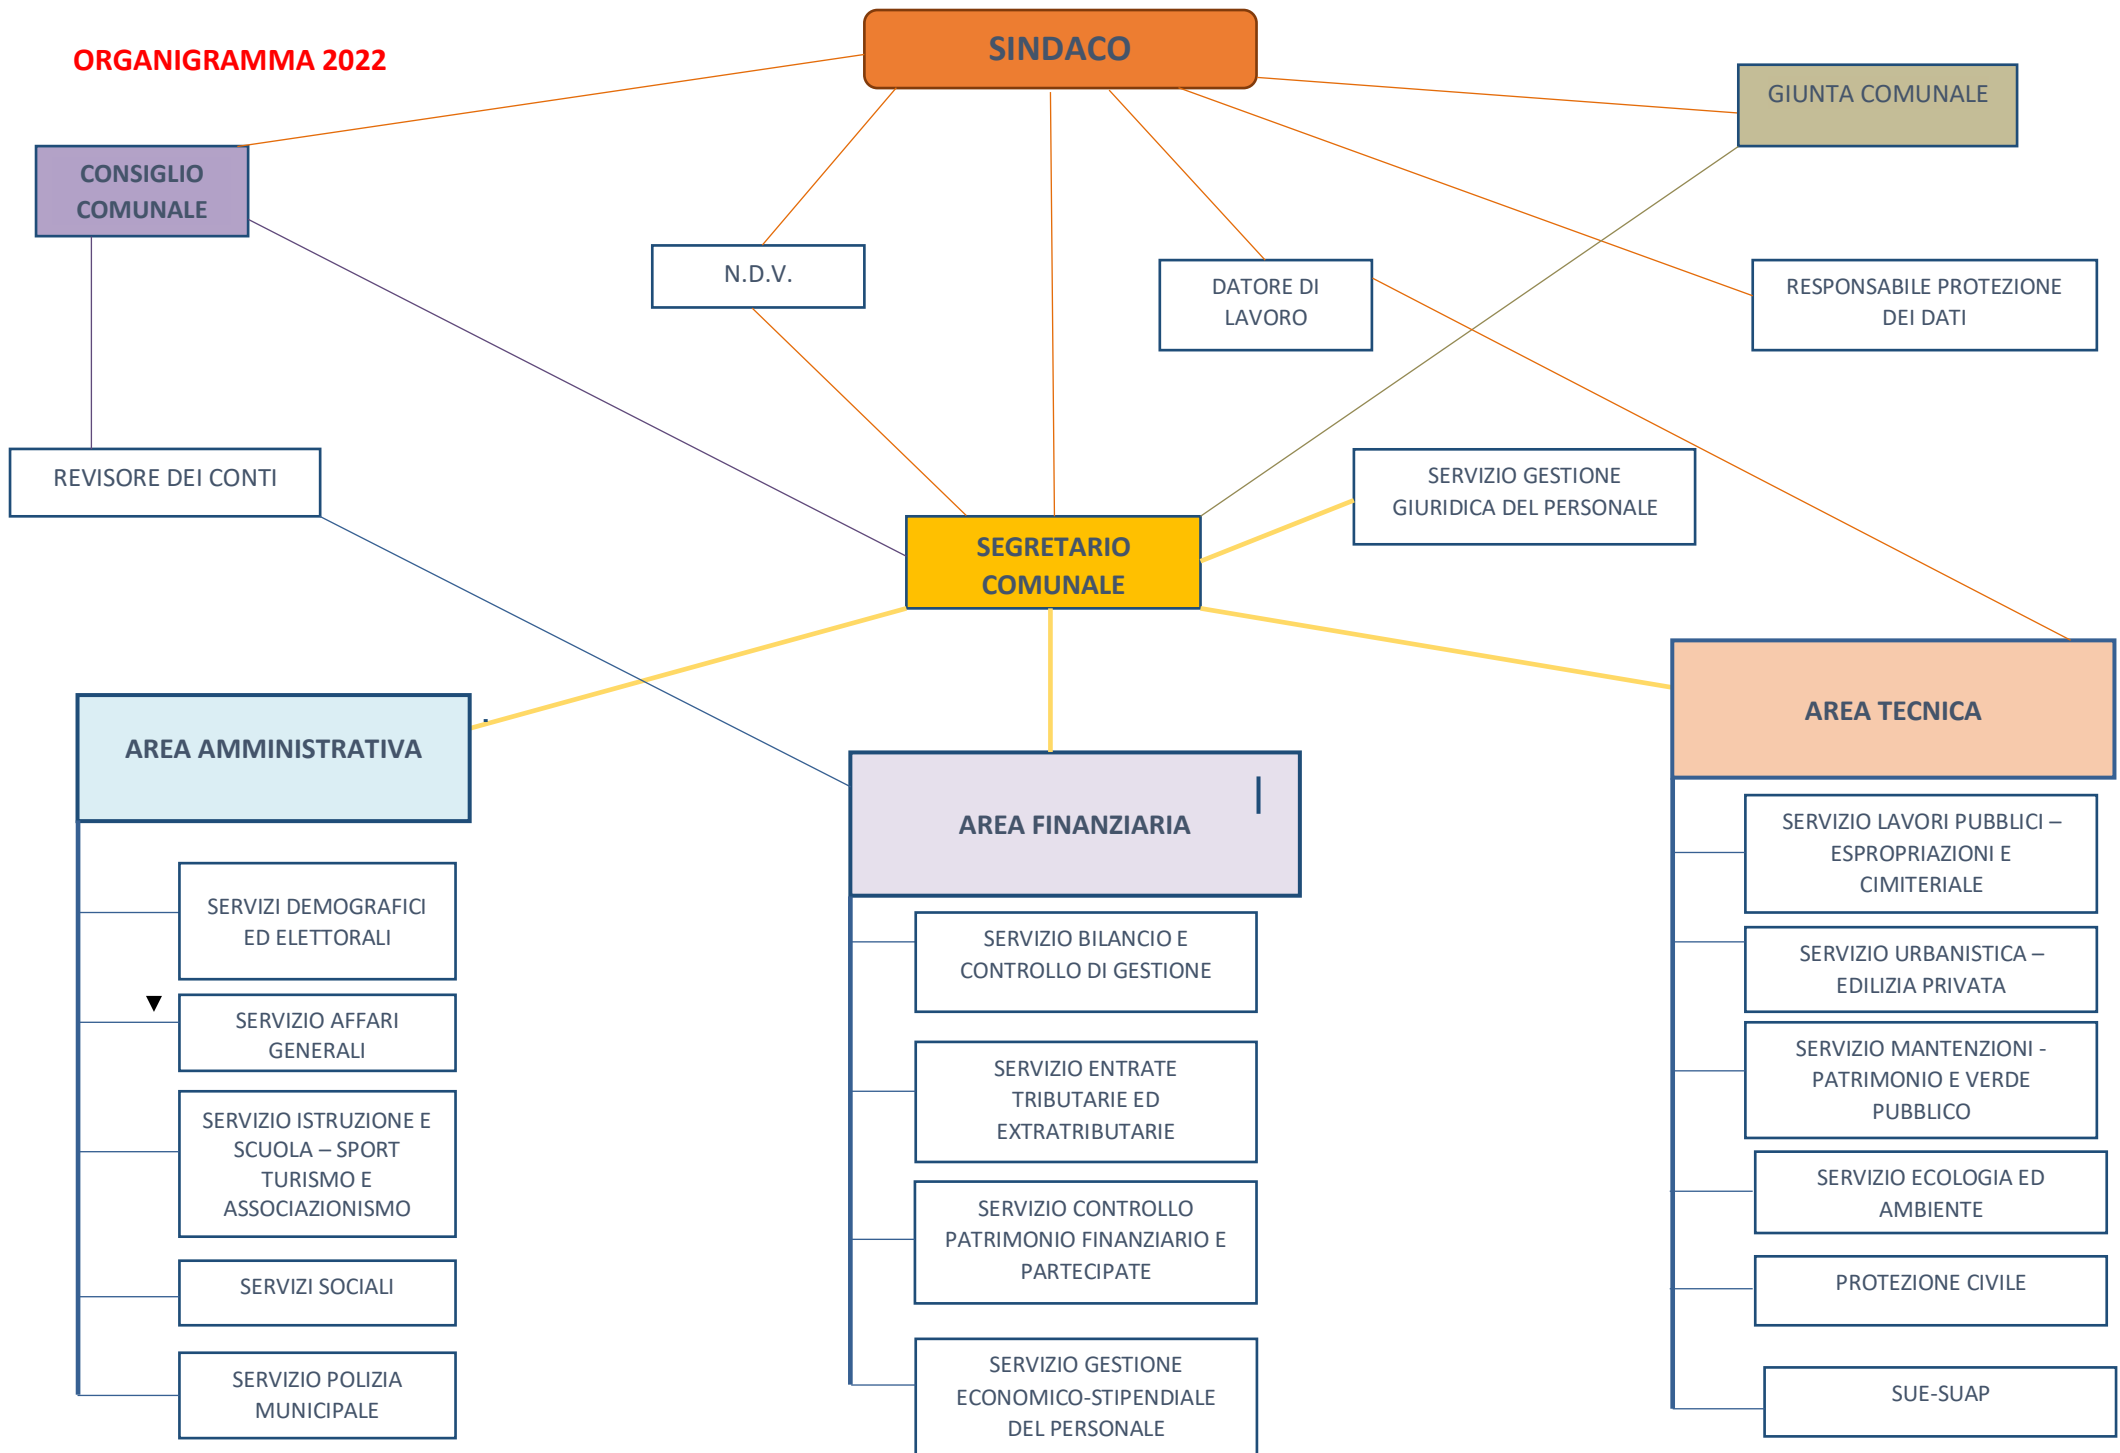 ORGANIGRAMMA 2022
SINDACO
GIUNTA COMUNALE
CONSIGLIO
COMUNALE
N.D.V.
DATORE DI
LAVORO
RESPONSABILE PROTEZIONE
DEI DATI
REVISORE DEI CONTI
SERVIZIO GESTIONE
GIURIDICA DEL PERSONALE
SEGRETARIO
COMUNALE
AREA AMMINISTRATIVA
SERVIZI DEMOGRAFICI
ED ELETTORALI
SERVIZIO AFFARI
GENERALI
SERVIZIO ISTRUZIONE E
SCUOLA – SPORT
TURISMO E
ASSOCIAZIONISMO
SERVIZI SOCIALI
SERVIZIO POLIZIA
MUNICIPALE
AREA FINANZIARIA
SERVIZIO BILANCIO E
CONTROLLO DI GESTIONE
SERVIZIO ENTRATE
TRIBUTARIE ED
EXTRATRIBUTARIE
SERVIZIO CONTROLLO
PATRIMONIO FINANZIARIO E
PARTECIPATE
SERVIZIO GESTIONE
ECONOMICO-STIPENDIALE
DEL PERSONALE
AREA TECNICA
SERVIZIO LAVORI PUBBLICI –
ESPROPRIAZIONI E
CIMITERIALE
SERVIZIO URBANISTICA –
EDILIZIA PRIVATA
SERVIZIO MANTENZIONI -
PATRIMONIO E VERDE
PUBBLICO
SERVIZIO ECOLOGIA ED
AMBIENTE
PROTEZIONE CIVILE
SUE-SUAP